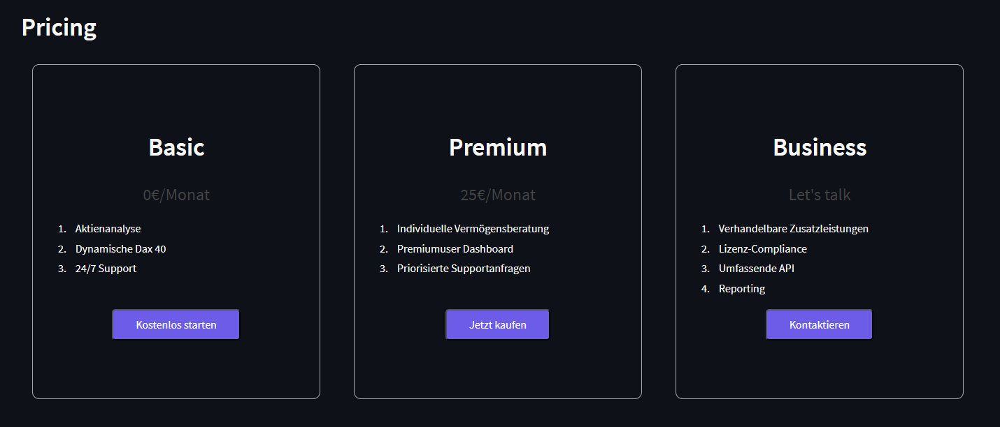 Pricing
Basic
0€/Monat
1. Aktienanalyse
2. Dynamische Dax 40
3. 24/7 Support
Kostenlos starten
Premium
25€/Monat
1. Individuelle Vermögensberatung
2. Premiumuser Dashboard
3. Priorisierte Supportanfragen
Jetzt kaufen
Business
Let's talk
1. Verhandelbare Zusatzleistungen
2. Lizenz-Compliance
3. Umfassende API
4. Reporting
Kontaktieren